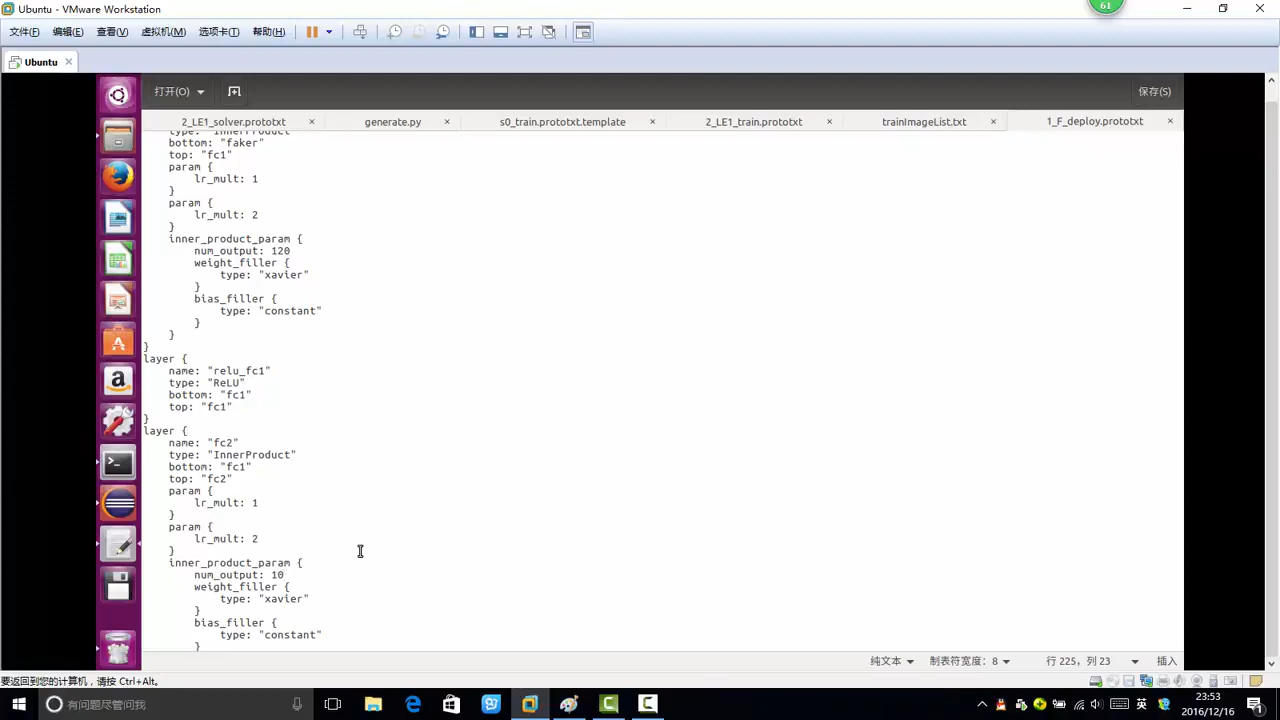 Ubuntu - VMware Workstation
61
文件(F) 编辑(E) 查看(V) 虚拟机(M) 选项卡(T) 帮助(H)
Ubuntu
打开(O) 保存(S)
2_LE1_solver.prototxt generate.py s0_train.prototxt.template 2_LE1_train.prototxt trainImageList.txt 1_F_deploy.prototxt
type: "InnerProduct"
bottom: "faker"
top: "fc1"
param {
lr_mult: 1
}
param {
lr_mult: 2
}
inner_product_param {
num_output: 120
weight_filler {
type: "xavier"
}
bias_filler {
type: "constant"
}
}
}
layer {
name: "relu_fc1"
type: "ReLU"
bottom: "fc1"
top: "fc1"
}
layer {
name: "fc2"
type: "InnerProduct"
bottom: "fc1"
top: "fc2"
param {
lr_mult: 1
}
param {
lr_mult: 2
}
inner_product_param {
num_output: 10
weight_filler {
type: "xavier"
}
bias_filler {
type: "constant"
}
纯文本 制表符宽度: 8 行 225, 列 23 插入
要返回到您的计算机，请按 Ctrl+Alt。
有问题尽管问我
英
23:53
2016/12/16